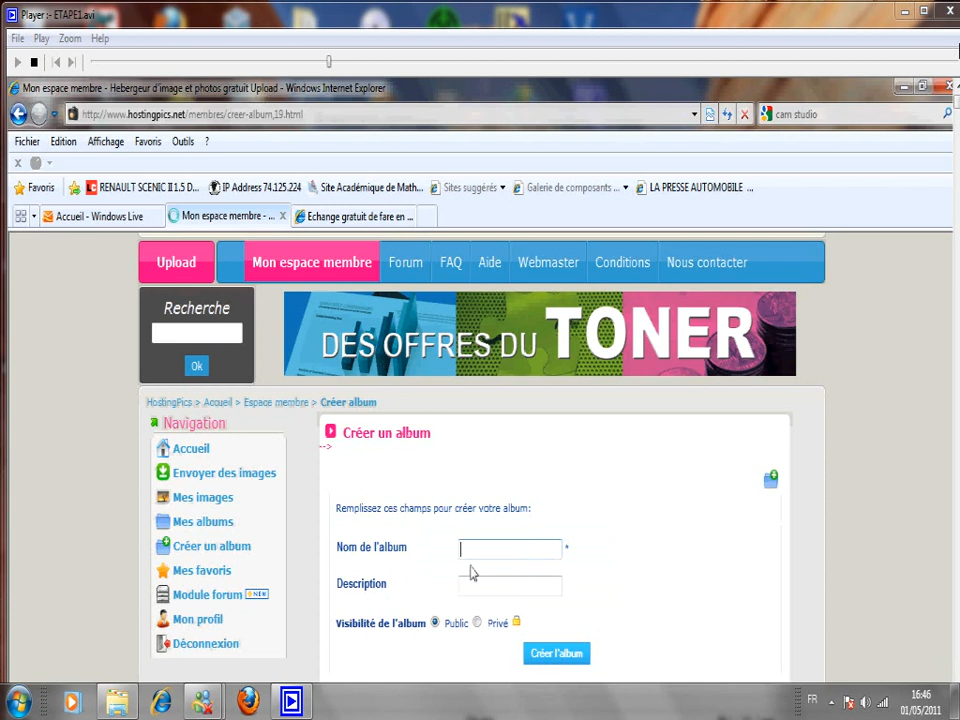 Player :- ETAPE1.avi
File Play Zoom Help
Mon espace membre - Hebergeur d'image et photos gratuit Upload - Windows Internet Explorer
http://www.hostingpics.net/membres/creer-album,19.html
cam studio
Fichier Edition Affichage Favoris Outils ?
x
Favoris RENAULT SCENIC II 1.5 D... IP Address 74.125.224 Site Académique de Math... Sites suggérés Galerie de composants ... LA PRESSE AUTOMOBILE ...
Accueil - Windows Live Mon espace membre - ... x Echange gratuit de fare en ...
Upload Mon espace membre Forum FAQ Aide Webmaster Conditions Nous contacter
Recherche
Ok
DES OFFRES DU TONER
HostingPics > Accueil > Espace membre > Créer album
Navigation
Accueil
Envoyer des images
Mes images
Mes albums
Créer un album
Mes favoris
Module forum NEW
Mon profil
Déconnexion
Créer un album
-->
Remplissez ces champs pour créer votre album:
Nom de l'album *
Description
Visibilité de l'album Public Privé
Créer l'album
FR
16:46
01/05/2011